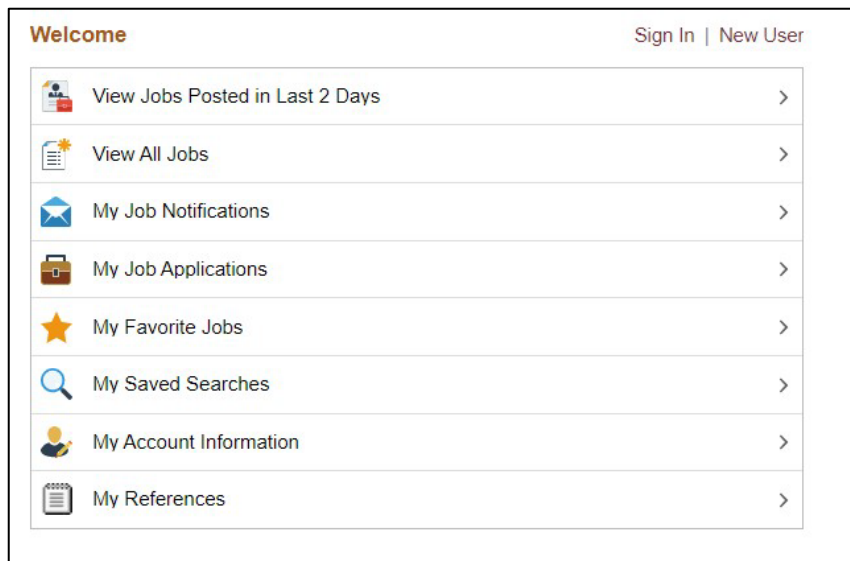 Welcome
Sign In | New User
View Jobs Posted in Last 2 Days
View All Jobs
My Job Notifications
My Job Applications
My Favorite Jobs
My Saved Searches
My Account Information
My References